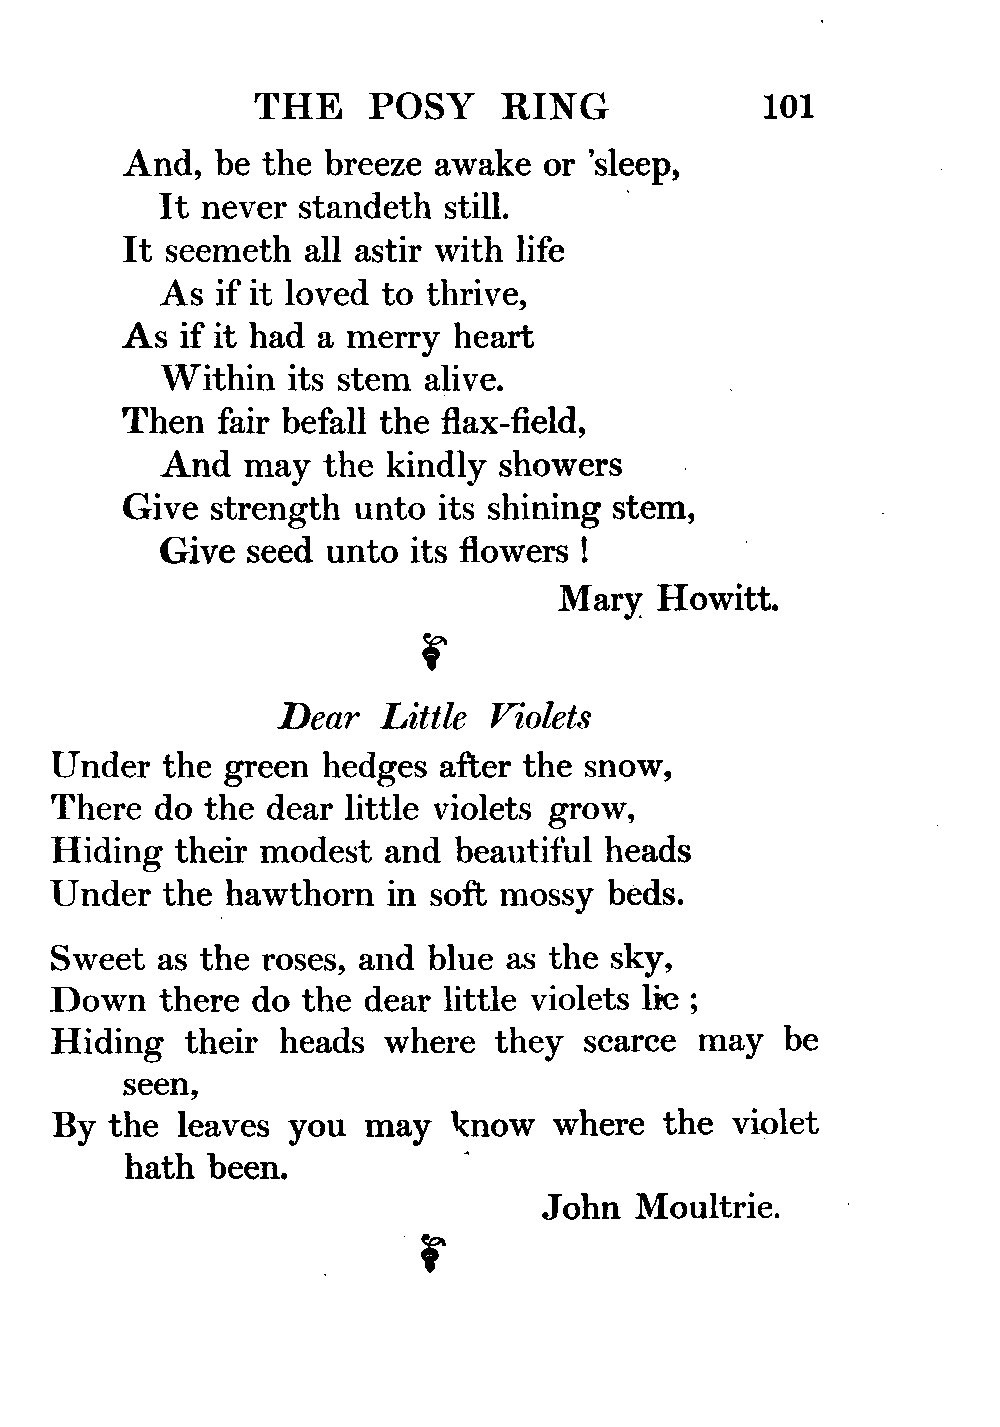 THE POSY RING 101
And, be the breeze awake or 'sleep,
It never standeth still.
It seemeth all astir with life
As if it loved to thrive,
As if it had a merry heart
Within its stem alive.
Then fair befall the flax-field,
And may the kindly showers
Give strength unto its shining stem,
Give seed unto its flowers !
Mary Howitt.
Dear Little Violets
Under the green hedges after the snow,
There do the dear little violets grow,
Hiding their modest and beautiful heads
Under the hawthorn in soft mossy beds.
Sweet as the roses, and blue as the sky,
Down there do the dear little violets lie ;
Hiding their heads where they scarce may be
seen,
By the leaves you may know where the violet
hath been.
John Moultrie.